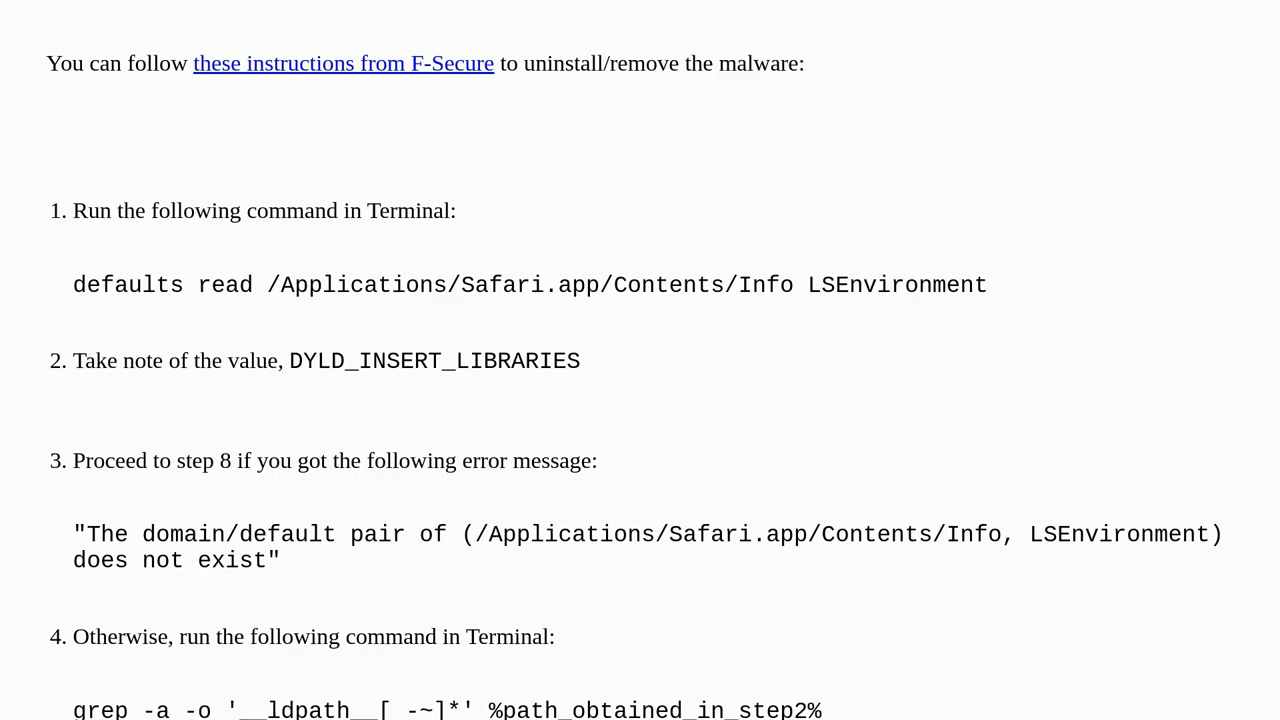 You can follow these instructions from F-Secure to uninstall/remove the malware:
1. Run the following command in Terminal:
defaults read /Applications/Safari.app/Contents/Info LSEnvironment
2. Take note of the value, DYLD_INSERT_LIBRARIES
3. Proceed to step 8 if you got the following error message:
"The domain/default pair of (/Applications/Safari.app/Contents/Info, LSEnvironment)
does not exist"
4. Otherwise, run the following command in Terminal:
grep -a -o '__ldpath__[ -~]*' %path_obtained_in_step2%